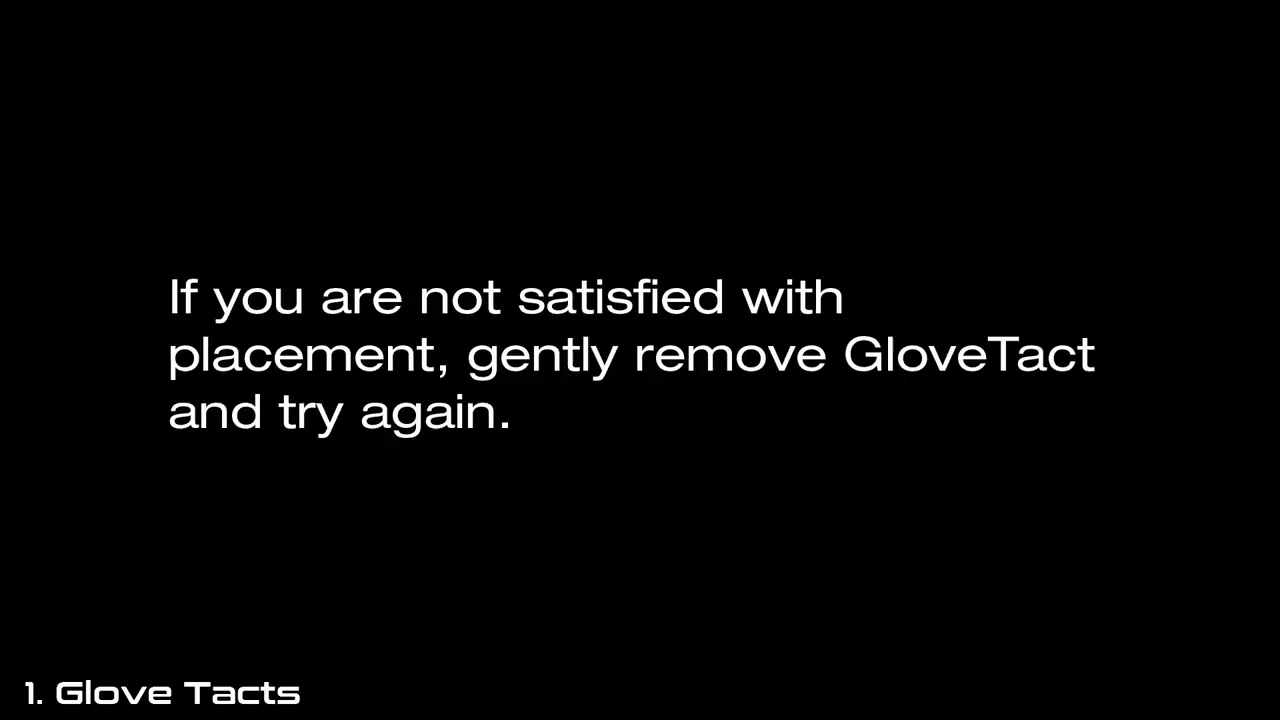 If you are not satisfied with
placement, gently remove GloveTact
and try again.
1. Glove Tacts